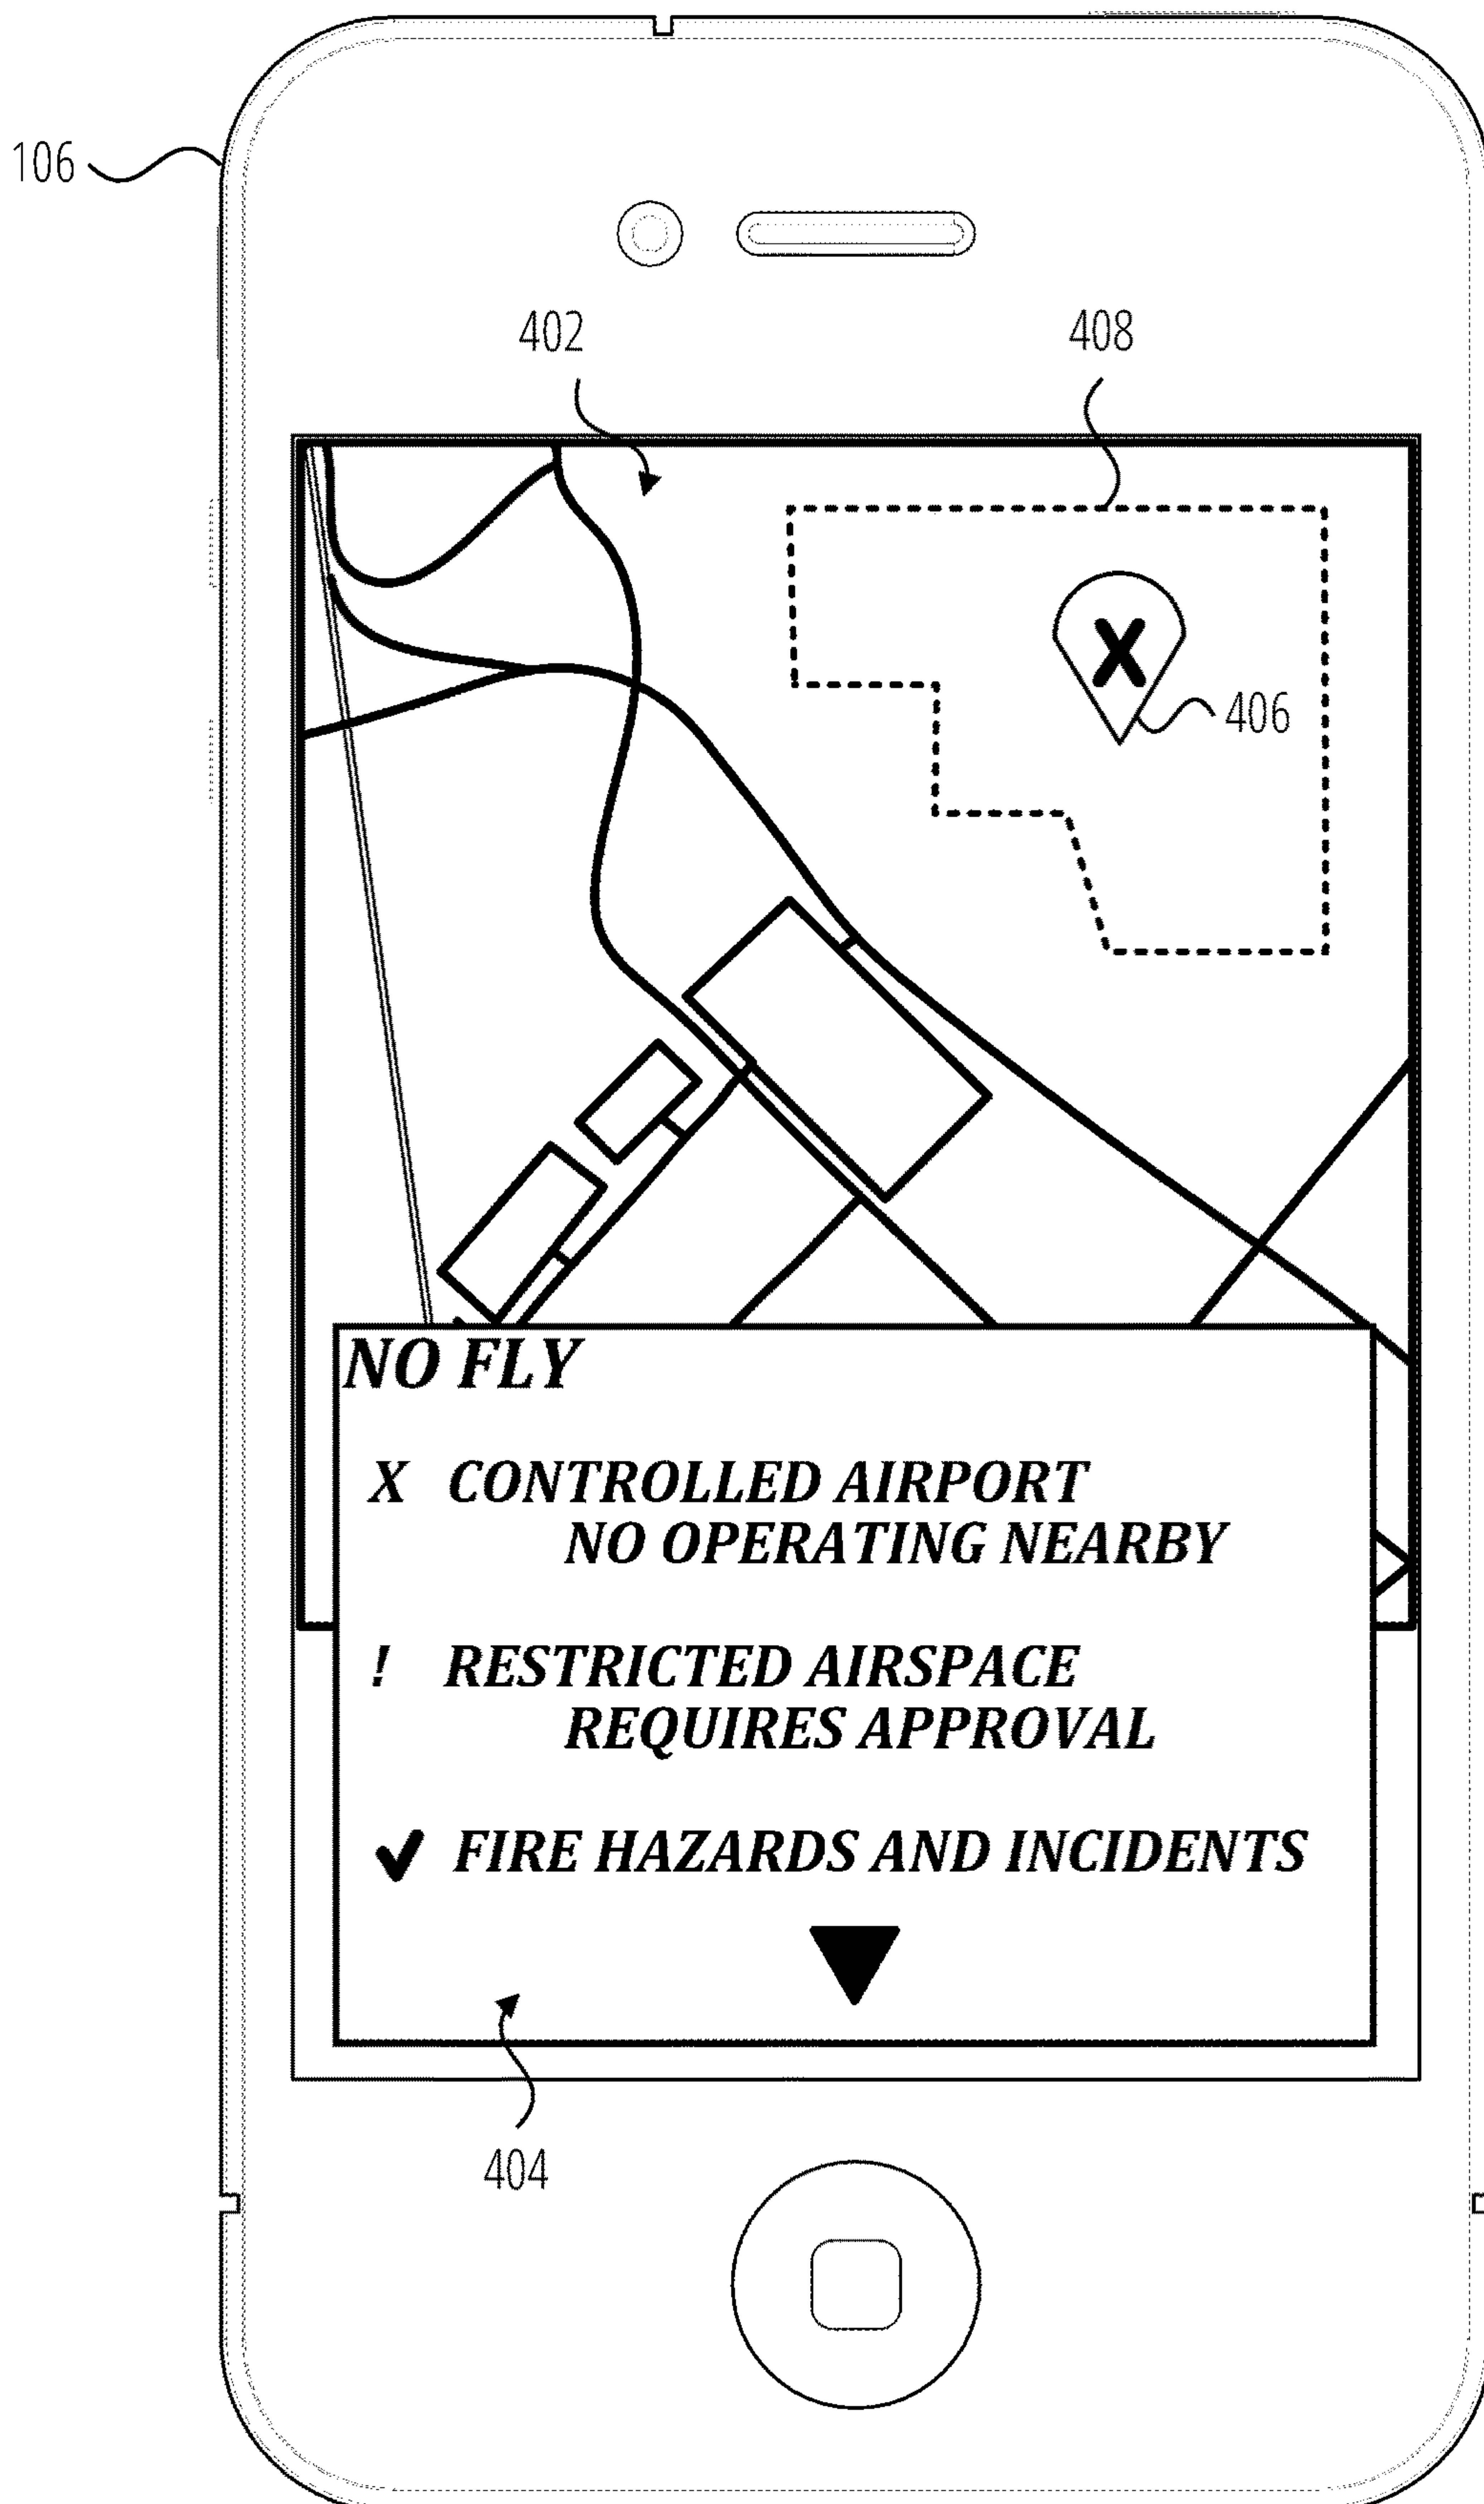 106
402
408
X
406
NO FLY
X CONTROLLED AIRPORT
NO OPERATING NEARBY
! RESTRICTED AIRSPACE
REQUIRES APPROVAL
✓ FIRE HAZARDS AND INCIDENTS
404